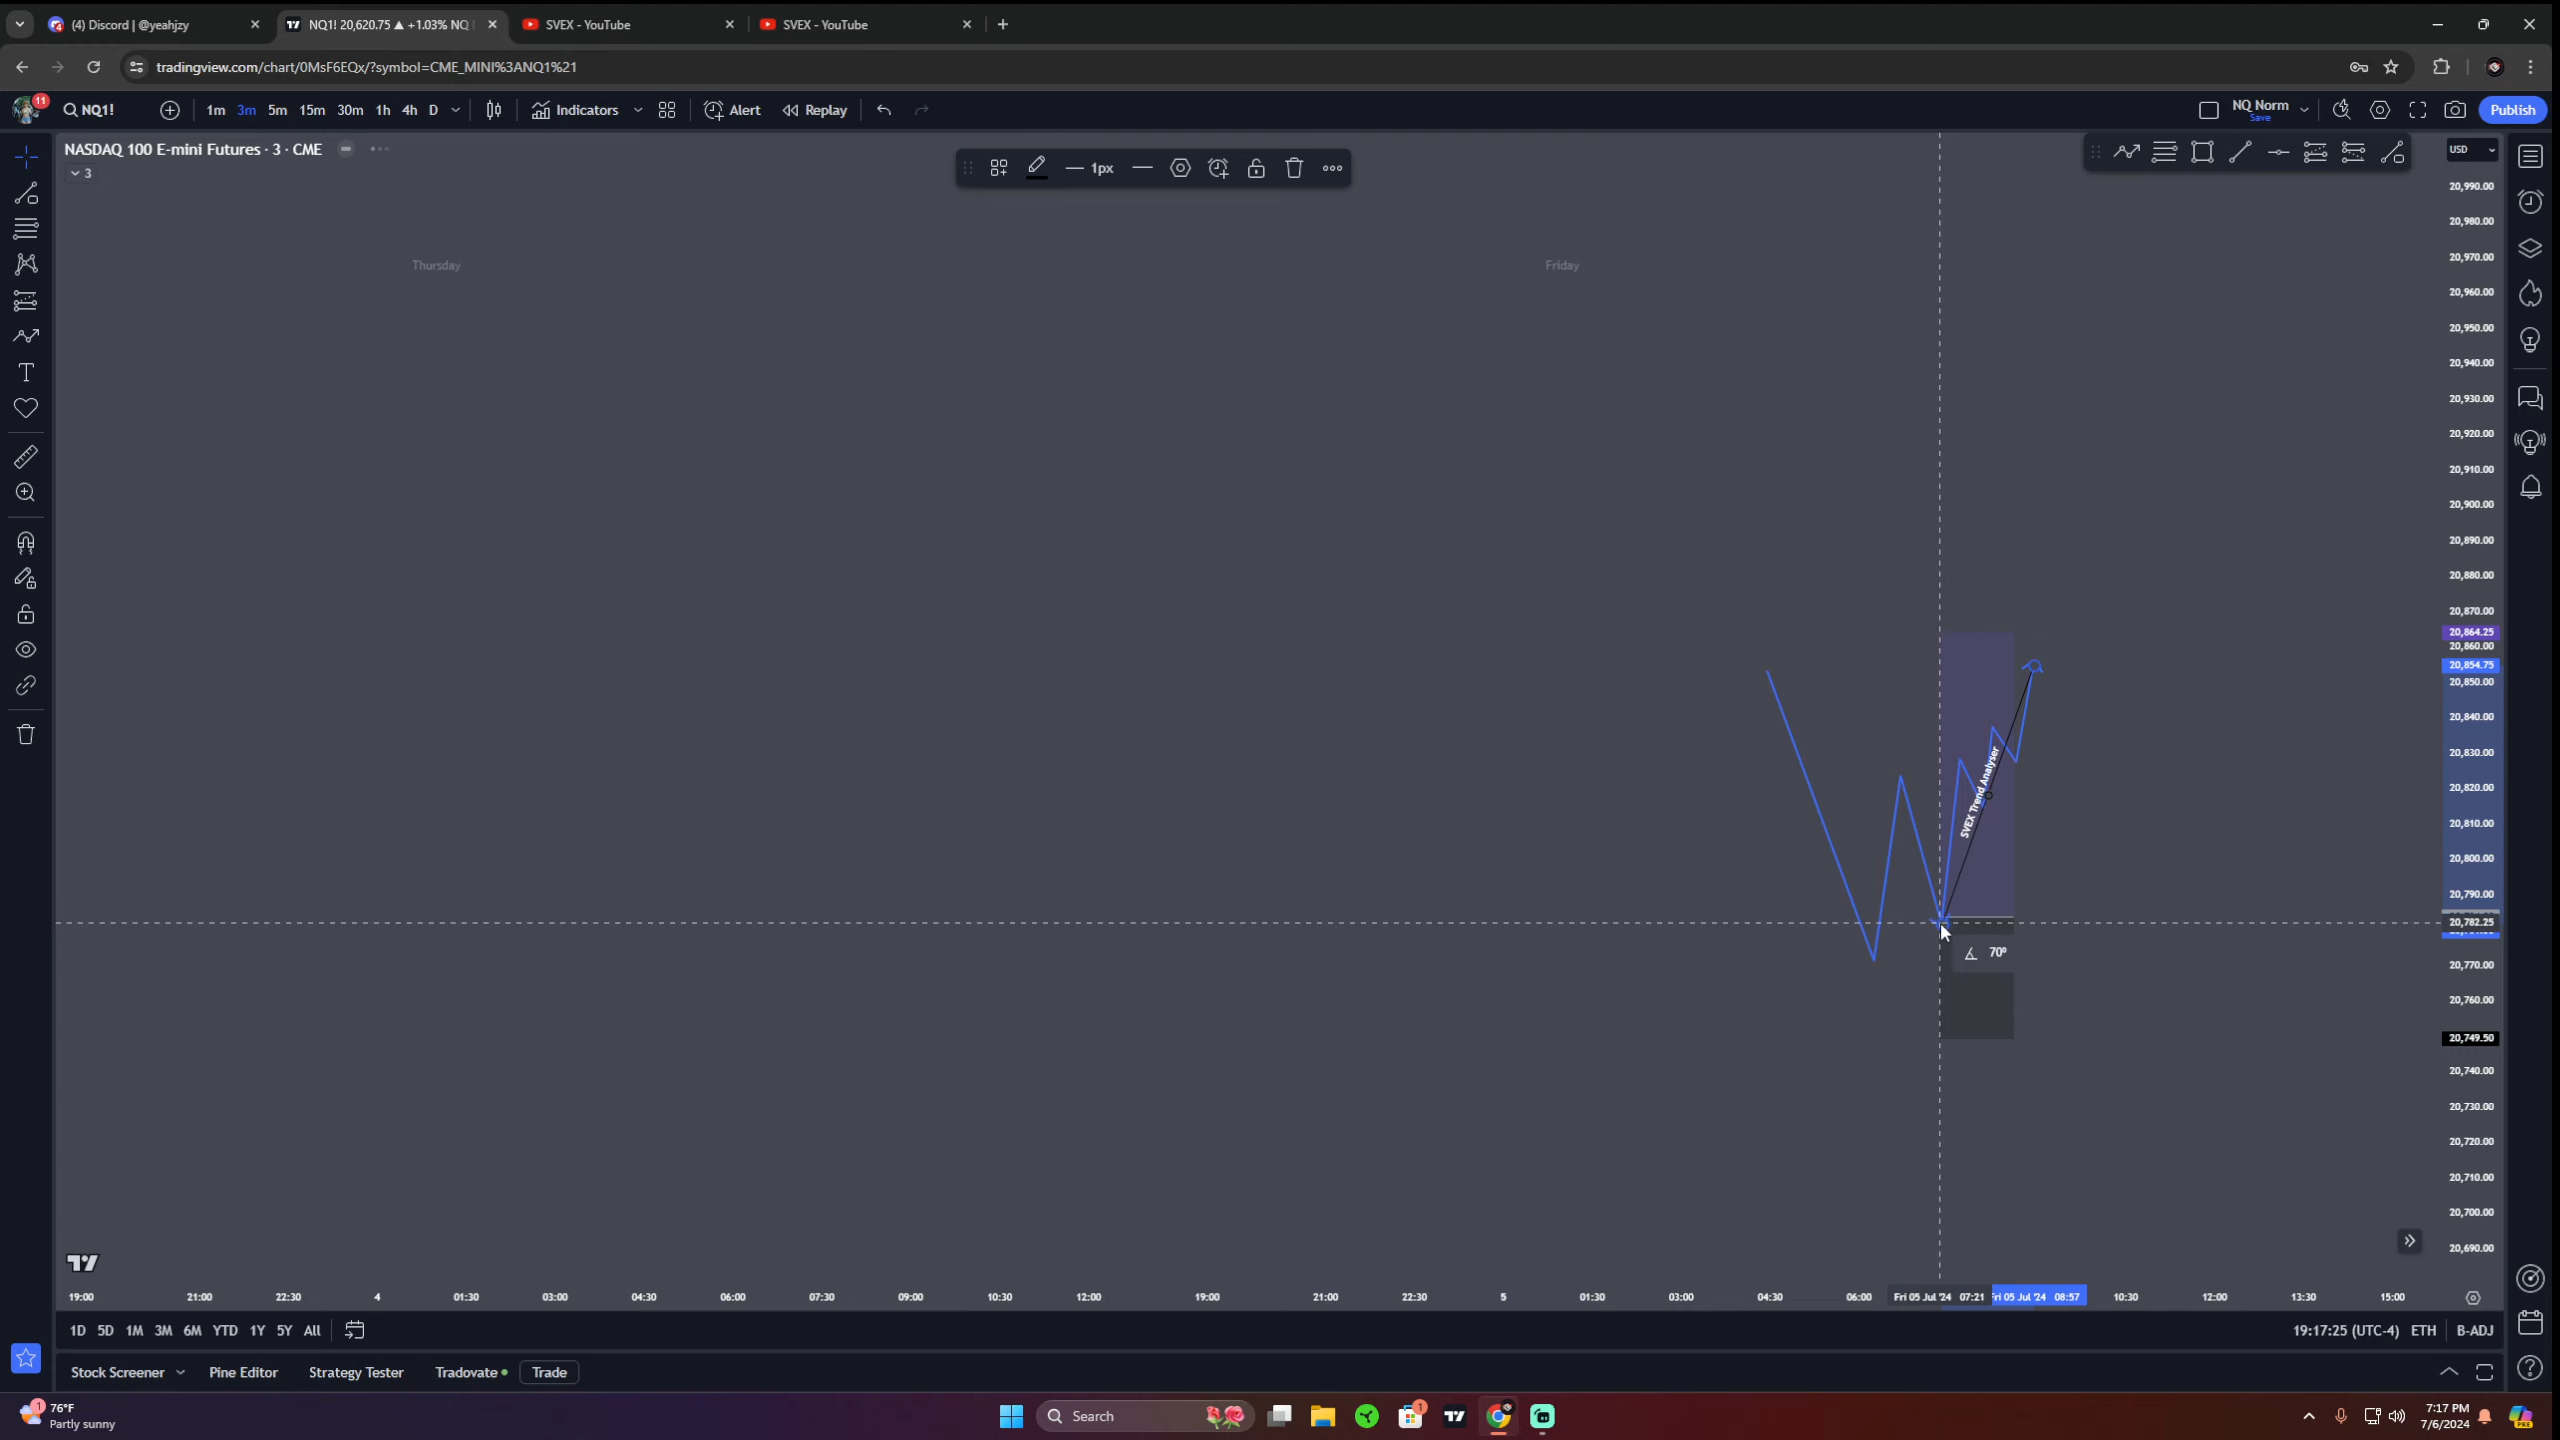 (4) Discord | @yeahjzy
NQ1! 20,620.75 ▲ +1.03% NQ
SVEX - YouTube
SVEX - YouTube
tradingview.com/chart/0MsF6EQx/?symbol=CME_MINI%3ANQ1%21
11
NQ1!
1m 3m 5m 15m 30m 1h 4h D
Indicators
Alert
Replay
NQ Norm
Save
Publish
NASDAQ 100 E-mini Futures · 3 · CME
3
1px
USD
Thursday
Friday
20,990.00
20,980.00
20,970.00
20,960.00
20,950.00
20,940.00
20,930.00
20,920.00
20,910.00
20,900.00
20,890.00
20,880.00
20,870.00
20,864.25
20,860.00
20,854.75
20,850.00
20,840.00
20,830.00
20,820.00
20,810.00
20,800.00
20,790.00
20,782.25
20,770.00
20,760.00
20,749.50
20,740.00
20,730.00
20,720.00
20,710.00
20,700.00
20,690.00
SVEX Trend Analyser
70º
19:00 21:00 22:30 4 01:30 03:00 04:30 06:00 07:30 09:00 10:30 12:00 19:00 21:00 22:30 5 01:30 03:00 04:30 06:00 Fri 05 Jul '24 07:21 Fri 05 Jul '24 08:57 10:30 12:00 13:30 15:00
1D 5D 1M 3M 6M YTD 1Y 5Y All
19:17:25 (UTC-4) ETH B-ADJ
Stock Screener Pine Editor Strategy Tester Tradovate Trade
1
76°F
Partly sunny
Search
1
7:17 PM
7/6/2024
PRE